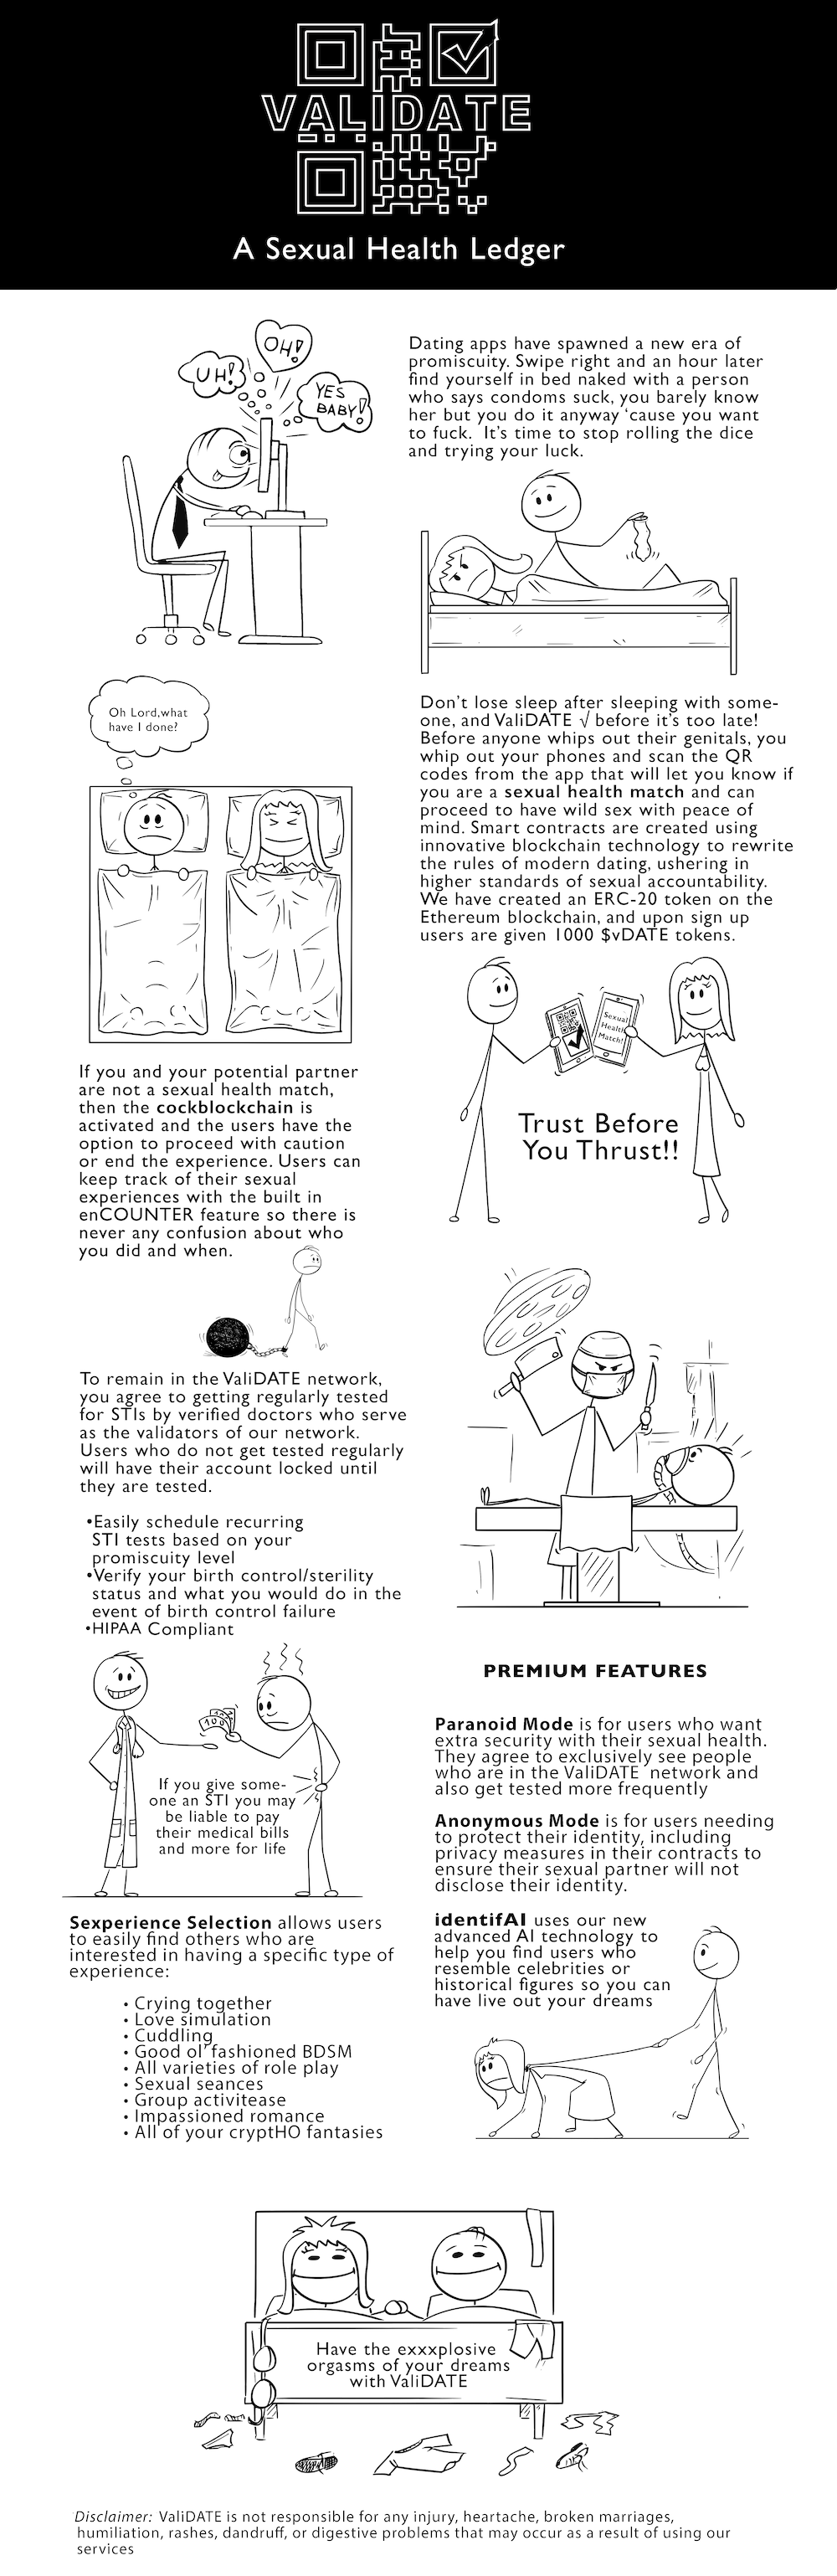 VALIDATE
A Sexual Health Ledger
OH!
UH!
YES
BABY!
Dating apps have spawned a new era of
promiscuity. Swipe right and an hour later
find yourself in bed naked with a person
who says condoms suck, you barely know
her but you do it anyway ‘cause you want
to fuck.  It's time to stop rolling the dice
and trying your luck.
Oh Lord,what
have I done?
Don't lose sleep after sleeping with some-
one, and ValiDATE √ before it's too late!
Before anyone whips out their genitals, you
whip out your phones and scan the QR
codes from the app that will let you know if
you are a sexual health match and can
proceed to have wild sex with peace of
mind. Smart contracts are created using
innovative blockchain technology to rewrite
the rules of modern dating, ushering in
higher standards of sexual accountability.
We have created an ERC-20 token on the
Ethereum blockchain, and upon sign up
users are given 1000 $vDATE tokens.
Sexual
Health
Match!
Trust Before
You Thrust!!
If you and your potential partner
are not a sexual health match,
then the cockblockchain is
activated and the users have the
option to proceed with caution
or end the experience. Users can
keep track of their sexual
experiences with the built in
enCOUNTER feature so there is
never any confusion about who
you did and when.
To remain in the ValiDATE network,
you agree to getting regularly tested
for STIs by verified doctors who serve
as the validators of our network.
Users who do not get tested regularly
will have their account locked until
they are tested.
•Easily schedule recurring
STI tests based on your
promiscuity level
•Verify your birth control/sterility
status and what you would do in the
event of birth control failure
•HIPAA Compliant
100
If you give some-
one an STI you may
be liable to pay
their medical bills
and more for life
PREMIUM FEATURES
Paranoid Mode is for users who want
extra security with their sexual health.
They agree to exclusively see people
who are in the ValiDATE  network and
also get tested more frequently
Anonymous Mode is for users needing
to protect their identity, including
privacy measures in their contracts to
ensure their sexual partner will not
disclose their identity.
identifAI uses our new
advanced AI technology to
help you find users who
resemble celebrities or
historical figures so you can
have live out your dreams
Sexperience Selection allows users
to easily find others who are
interested in having a specific type of
experience:
• Crying together
• Love simulation
• Cuddling
• Good ol' fashioned BDSM
• All varieties of role play
• Sexual seances
• Group activitease
• Impassioned romance
• All of your cryptHO fantasies
Have the exxxplosive
orgasms of your dreams
with ValiDATE
Disclaimer: ValiDATE is not responsible for any injury, heartache, broken marriages,
humiliation, rashes, dandruff, or digestive problems that may occur as a result of using our
services